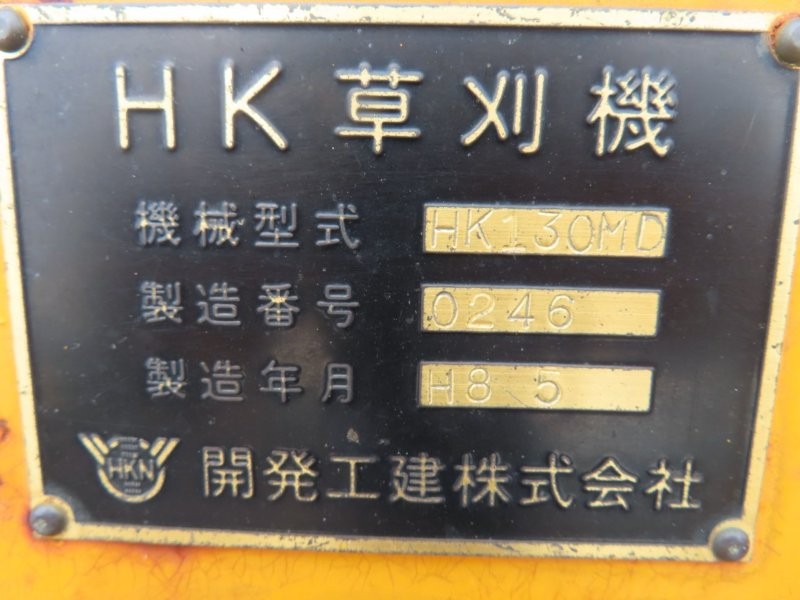 HK草刈機
機械型式 HK130MD
製造番号 0246
製造年月 H8.5
HKN 開発工建株式会社